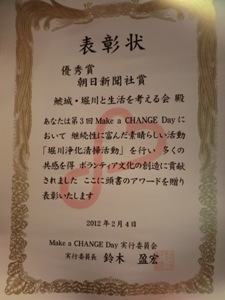 表彰状
優秀賞
朝日新聞社賞
鯱城・堀川と生活を考える会 殿
あなたは第3回 Make a CHANGE Dayに
おいて 継続性に富んだ素晴らしい活動
「堀川浄化清掃活動」を行い 多くの
共感を得 ボランティア文化の創造に貢献
されました ここに頭書のアワードを贈り
表彰いたします
2012年2月4日
Make a CHANGE Day 実行委員会
実行委員長 鈴木 盈宏